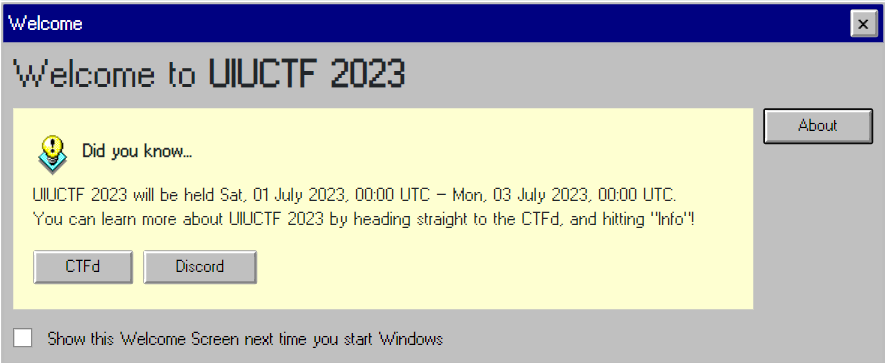 Welcome
Welcome to UIUCTF 2023
About
Did you know...
UIUCTF 2023 will be held Sat, 01 July 2023, 00:00 UTC – Mon, 03 July 2023, 00:00 UTC.
You can learn more about UIUCTF 2023 by heading straight to the CTFd, and hitting "Info"!
CTFd
Discord
Show this Welcome Screen next time you start Windows